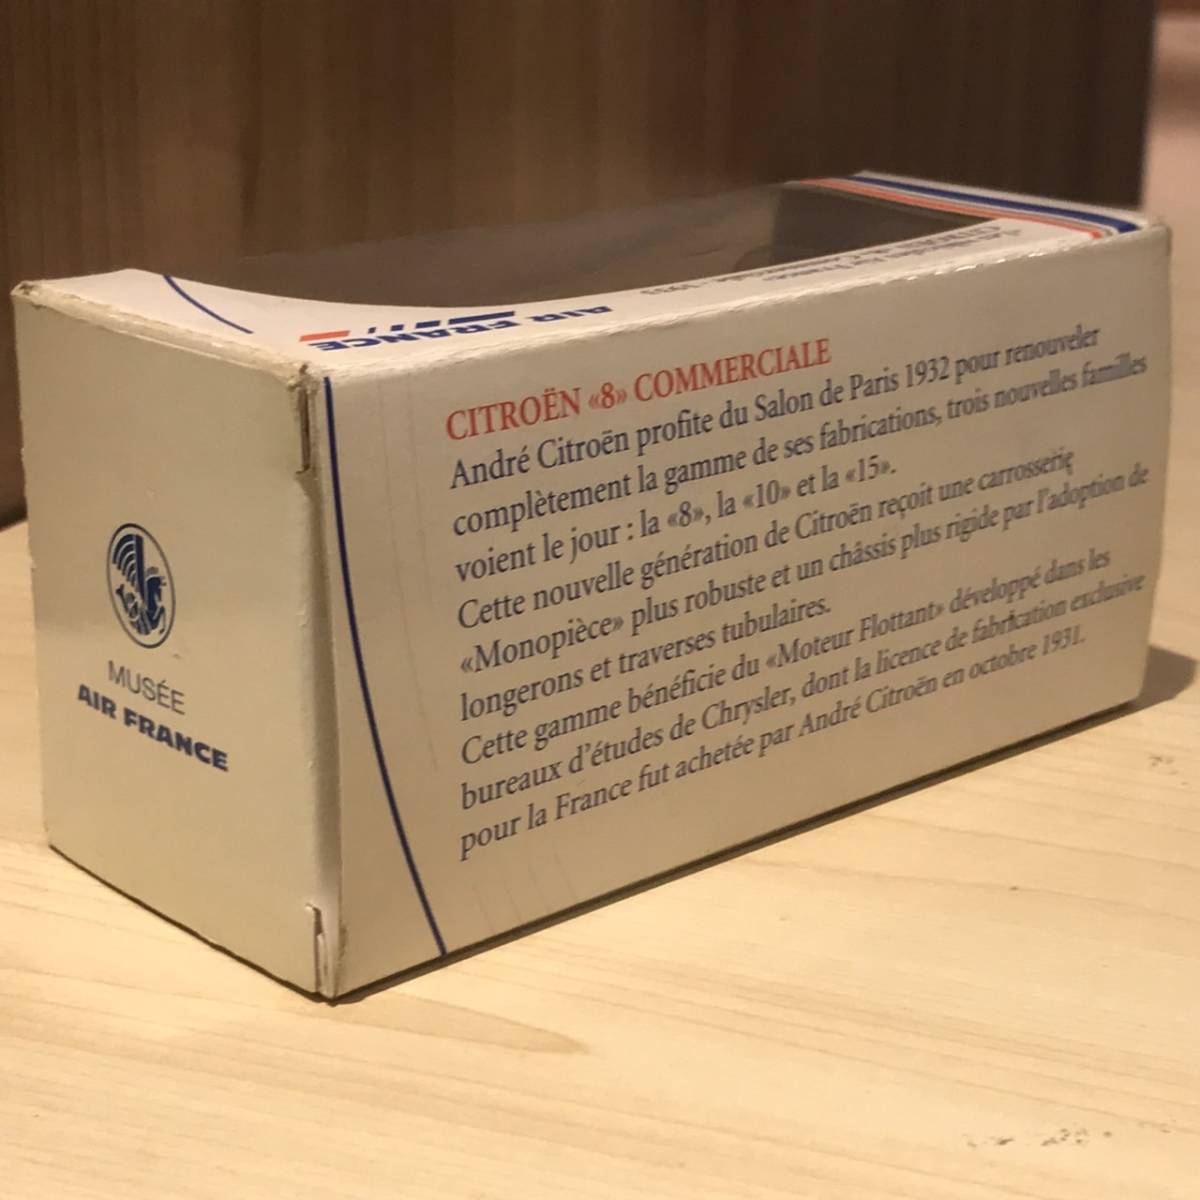 AIR FRANCE
CITROËN «8» COMMERCIALE
André Citroën profite du Salon de Paris 1932 pour renouveler
complètement la gamme de ses fabrications, trois nouvelles familles
voient le jour : la «8», la «10» et la «15».
Cette nouvelle génération de Citroën reçoit une carrosserie
«Monopièce» plus robuste et un châssis plus rigide par l'adoption de
longerons et traverses tubulaires.
Cette gamme bénéficie du «Moteur Flottant» développé dans les
bureaux d'études de Chrysler, dont la licence de fabrication exclusive
pour la France fut achetée par André Citroën en octobre 1931.
MUSÉE
AIR FRANCE